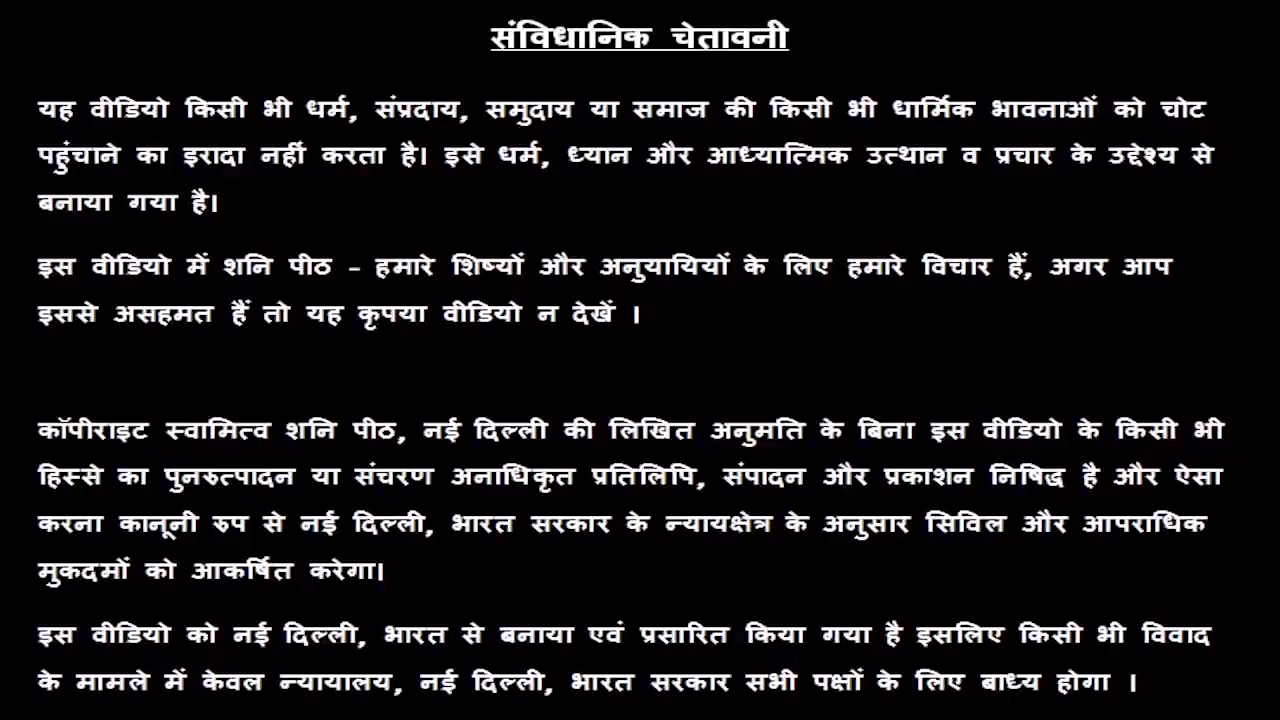 संविधानिक चेतावनी
यह वीडियो किसी भी धर्म, संप्रदाय, समुदाय या समाज की किसी भी धार्मिक भावनाओं को चोट
पहुंचाने का इरादा नहीं करता है। इसे धर्म, ध्यान और आध्यात्मिक उत्थान व प्रचार के उद्देश्य से
बनाया गया है।
इस वीडियो में शनि पीठ – हमारे शिष्यों और अनुयायियों के लिए हमारे विचार हैं, अगर आप
इससे असहमत हैं तो यह कृपया वीडियो न देखें ।
कॉपीराइट स्वामित्व शनि पीठ, नई दिल्ली की लिखित अनुमति के बिना इस वीडियो के किसी भी
हिस्से का पुनरुत्पादन या संचरण अनाधिकृत प्रतिलिपि, संपादन और प्रकाशन निषिद्ध है और ऐसा
करना कानूनी रुप से नई दिल्ली, भारत सरकार के न्यायक्षेत्र के अनुसार सिविल और आपराधिक
मुकदमों को आकर्षित करेगा।
इस वीडियो को नई दिल्ली, भारत से बनाया एवं प्रसारित किया गया है इसलिए किसी भी विवाद
के मामले में केवल न्यायालय, नई दिल्ली, भारत सरकार सभी पक्षों के लिए बाध्य होगा ।